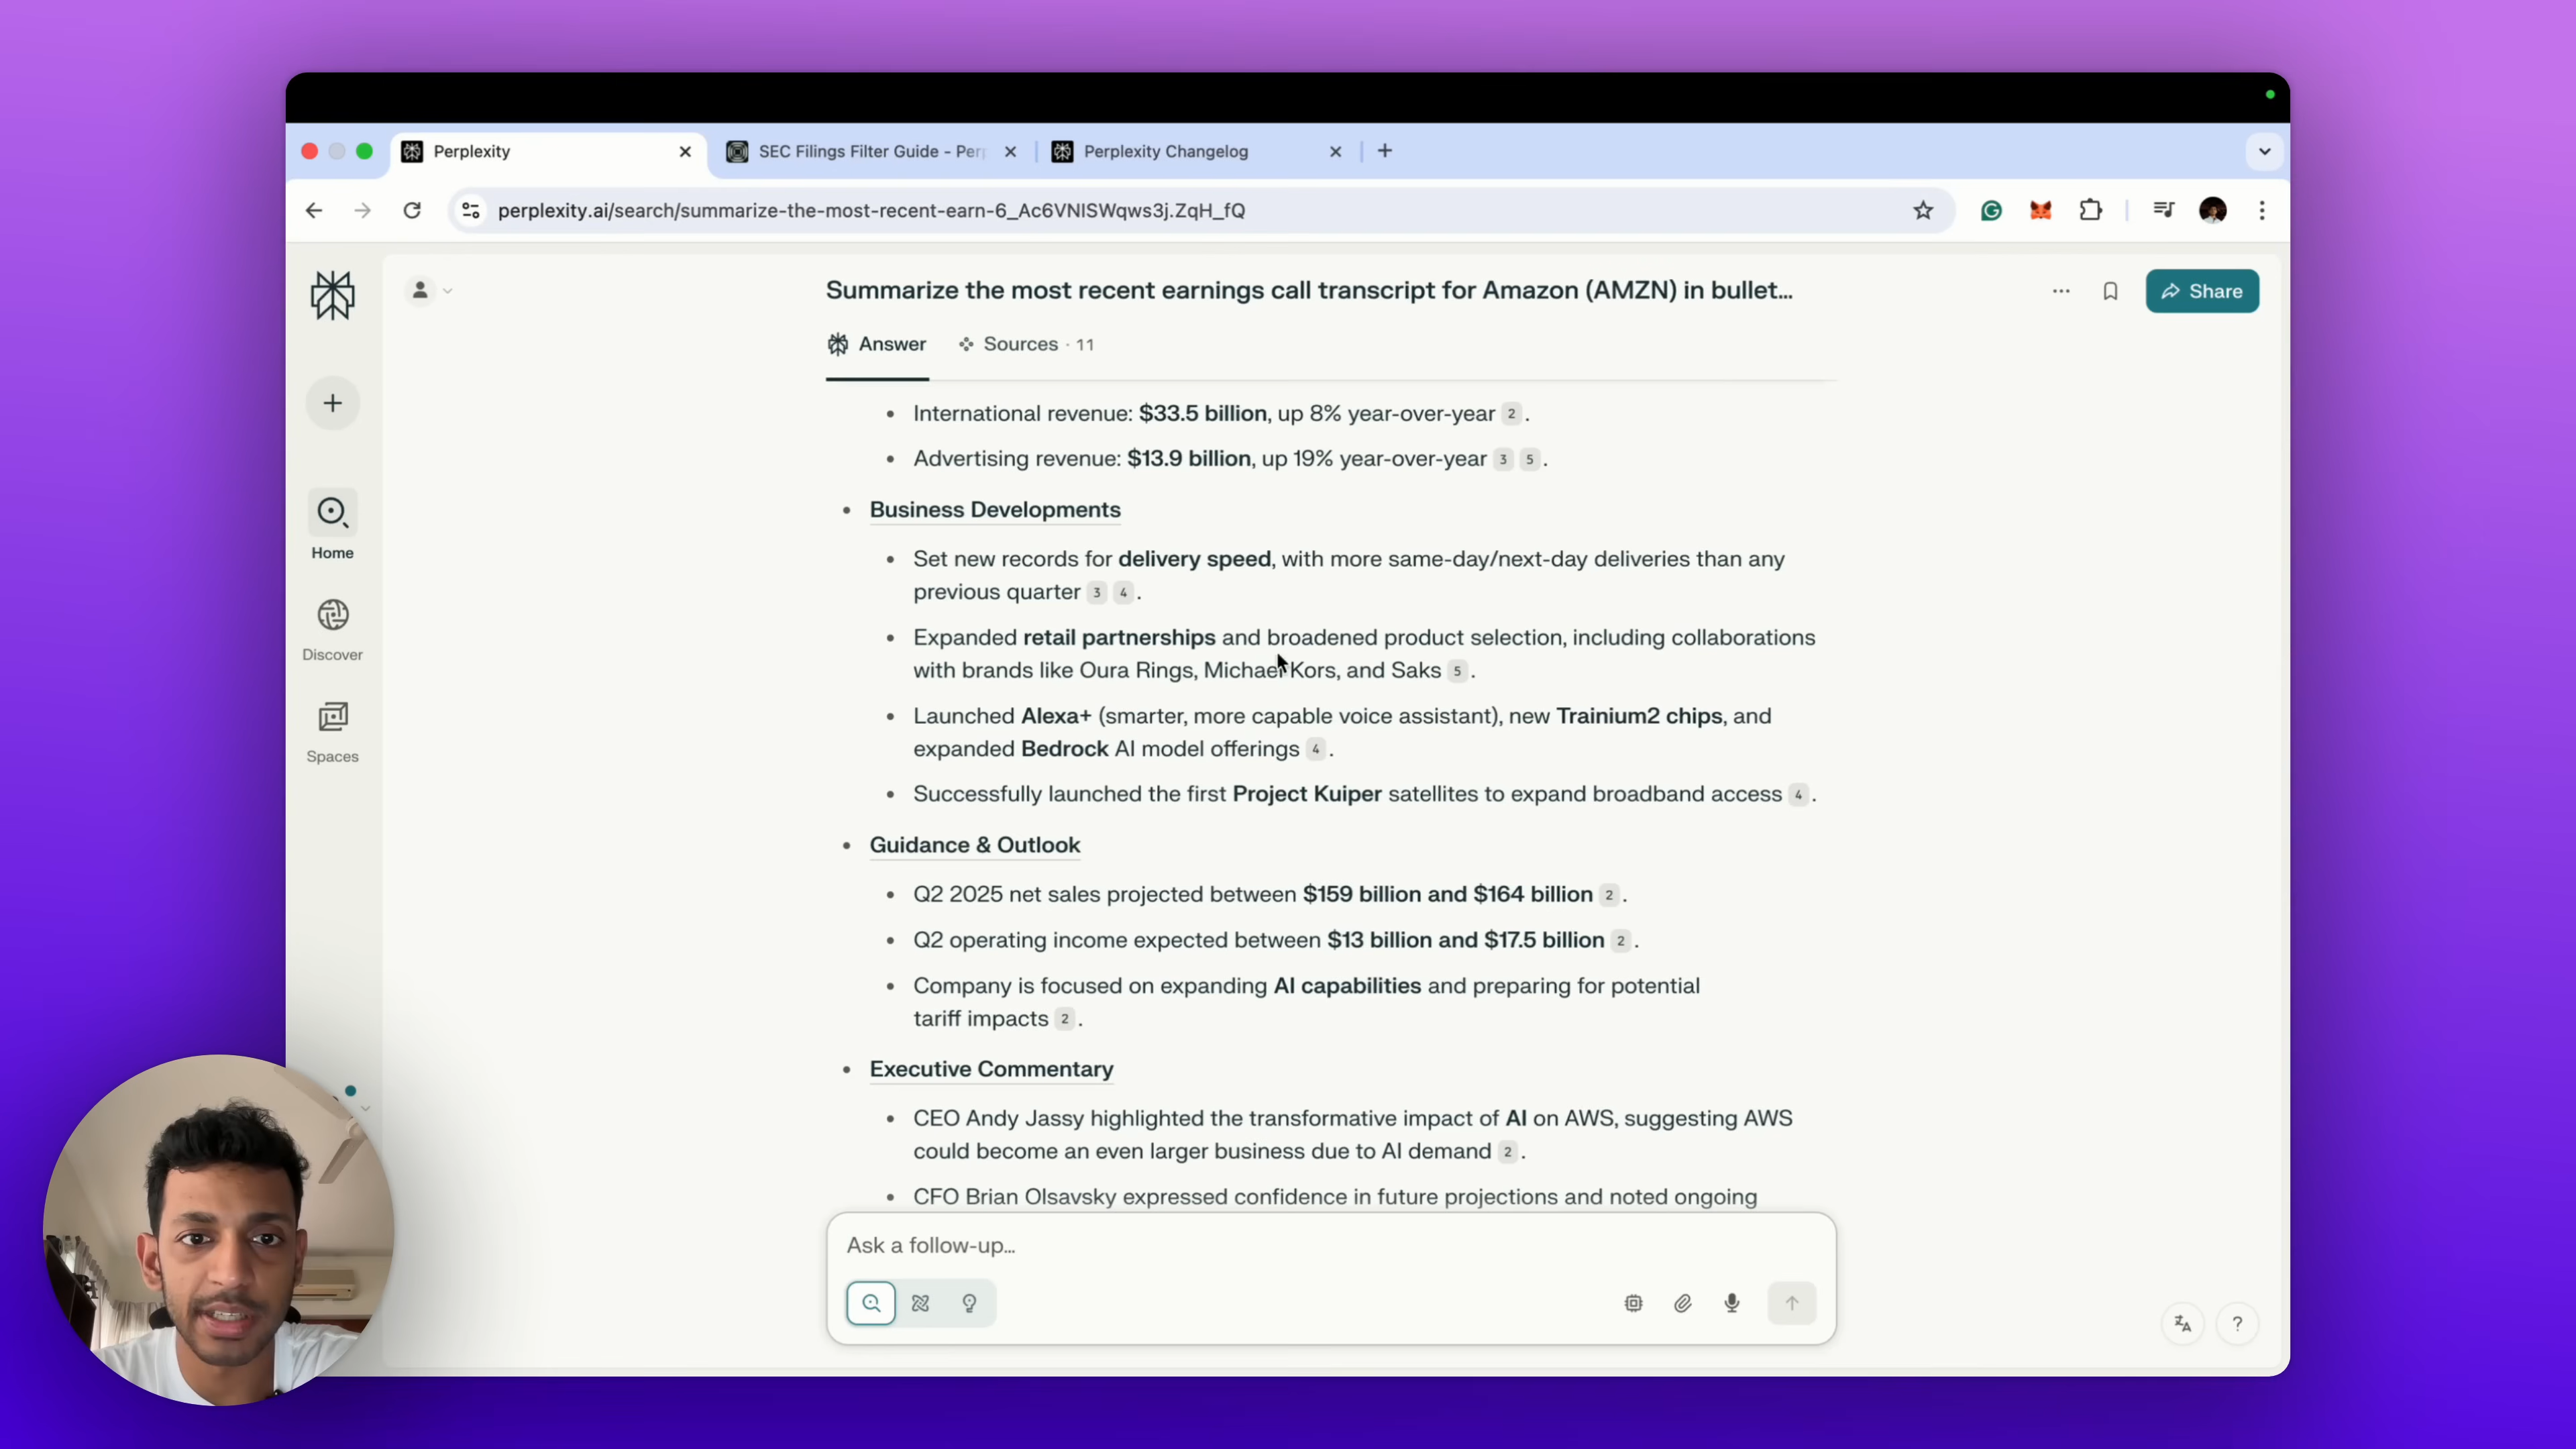 Perplexity
SEC Filings Filter Guide - Per
Perplexity Changelog
perplexity.ai/search/summarize-the-most-recent-earn-6_Ac6VNlSWqws3j.ZqH_fQ
Summarize the most recent earnings call transcript for Amazon (AMZN) in bullet...
Share
Answer
Sources · 11
International revenue: $33.5 billion, up 8% year-over-year 2 .
Advertising revenue: $13.9 billion, up 19% year-over-year 3 5 .
Business Developments
Set new records for delivery speed, with more same-day/next-day deliveries than any
previous quarter 3 4 .
Expanded retail partnerships and broadened product selection, including collaborations
with brands like Oura Rings, Michael Kors, and Saks 5 .
Launched Alexa+ (smarter, more capable voice assistant), new Trainium2 chips, and
expanded Bedrock AI model offerings 4 .
Successfully launched the first Project Kuiper satellites to expand broadband access 4 .
Guidance & Outlook
Q2 2025 net sales projected between $159 billion and $164 billion 2 .
Q2 operating income expected between $13 billion and $17.5 billion 2 .
Company is focused on expanding AI capabilities and preparing for potential
tariff impacts 2 .
Executive Commentary
CEO Andy Jassy highlighted the transformative impact of AI on AWS, suggesting AWS
could become an even larger business due to AI demand 2 .
CFO Brian Olsavsky expressed confidence in future projections and noted ongoing
Ask a follow-up...
Home
Discover
Spaces